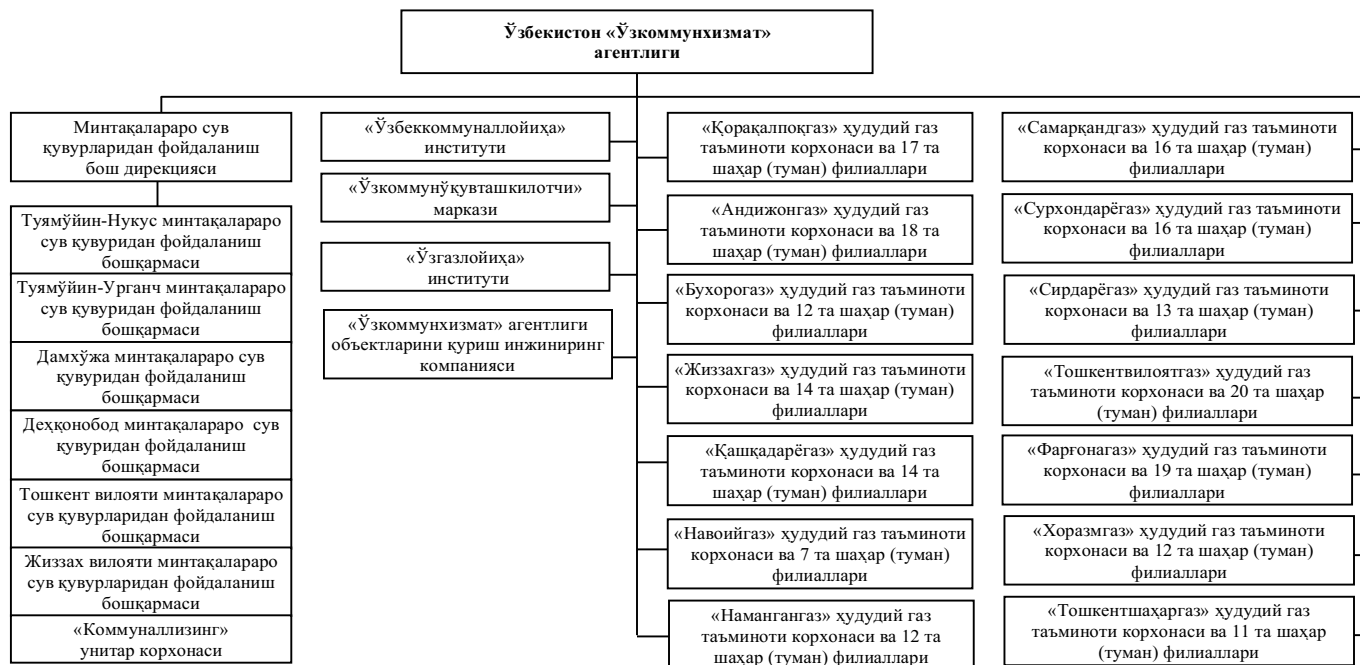 Ўзбекистон «Ўзкоммунхизмат»
агентлиги
Минтақалараро сув
қувурларидан фойдаланиш
бош дирекцияси
Туямўйин-Нукус минтақалараро
сув қувуридан фойдаланиш
бошқармаси
Туямўйин-Урганч минтақалараро
сув қувуридан фойдаланиш
бошқармаси
Дамхўжа минтақалараро сув
қувуридан фойдаланиш
бошқармаси
Деҳқонобод минтақалараро сув
қувуридан фойдаланиш
бошқармаси
Тошкент вилояти минтақалараро
сув қувурларидан фойдаланиш
бошқармаси
Жиззах вилояти минтақалараро
сув қувурларидан фойдаланиш
бошқармаси
«Коммуналлизинг»
унитар корхонаси
«Ўзбеккоммуналлойиҳа»
институти
«Ўзкоммунўқувташкилотчи»
маркази
«Ўзгазлойиҳа»
институти
«Ўзкоммунхизмат» агентлиги
объектларини қуриш инжиниринг
компанияси
«Қорақалпоқгаз» ҳудудий газ
таъминоти корхонаси ва 17 та
шаҳар (туман) филиаллари
«Андижонгаз» ҳудудий газ
таъминоти корхонаси ва 18 та
шаҳар (туман) филиаллари
«Бухорогаз» ҳудудий газ таъминоти
корхонаси ва 12 та шаҳар (туман)
филиаллари
«Жиззахгаз» ҳудудий газ таъминоти
корхонаси ва 14 та шаҳар (туман)
филиаллари
«Қашқадарёгаз» ҳудудий газ
таъминоти корхонаси ва 14 та
шаҳар (туман) филиаллари
«Навоийгаз» ҳудудий газ таъминоти
корхонаси ва 7 та шаҳар (туман)
филиаллари
«Намангангаз» ҳудудий газ
таъминоти корхонаси ва 12 та
шаҳар (туман) филиаллари
«Самарқандгаз» ҳудудий газ таъминоти
корхонаси ва 16 та шаҳар (туман)
филиаллари
«Сурхондарёгаз» ҳудудий газ таъминоти
корхонаси ва 16 та шаҳар (туман)
филиаллари
«Сирдарёгаз» ҳудудий газ таъминоти
корхонаси ва 13 та шаҳар (туман)
филиаллари
«Тошкентвилоятгаз» ҳудудий газ
таъминоти корхонаси ва 20 та шаҳар
(туман) филиаллари
«Фарғонагаз» ҳудудий газ таъминоти
корхонаси ва 19 та шаҳар (туман)
филиаллари
«Хоразмгаз» ҳудудий газ таъминоти
корхонаси ва 12 та шаҳар (туман)
филиаллари
«Тошкентшаҳаргаз» ҳудудий газ
таъминоти корхонаси ва 11 та шаҳар
(туман) филиаллари